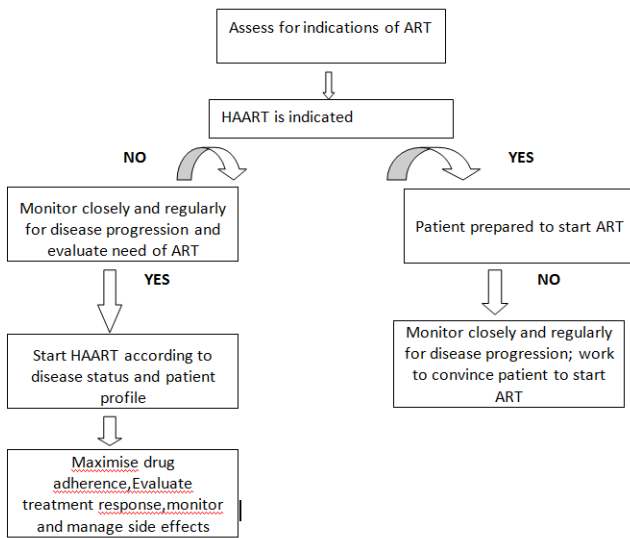 Assess for indications of ART
HAART is indicated
NO
YES
Monitor closely and regularly
for disease progression and
evaluate need of ART
Patient prepared to start ART
YES
NO
Start HAART according to
disease status and patient
profile
Monitor closely and regularly
for disease progression; work
to convince patient to start
ART
Maximise drug
adherence,Evaluate
treatment response,monitor
and manage side effects